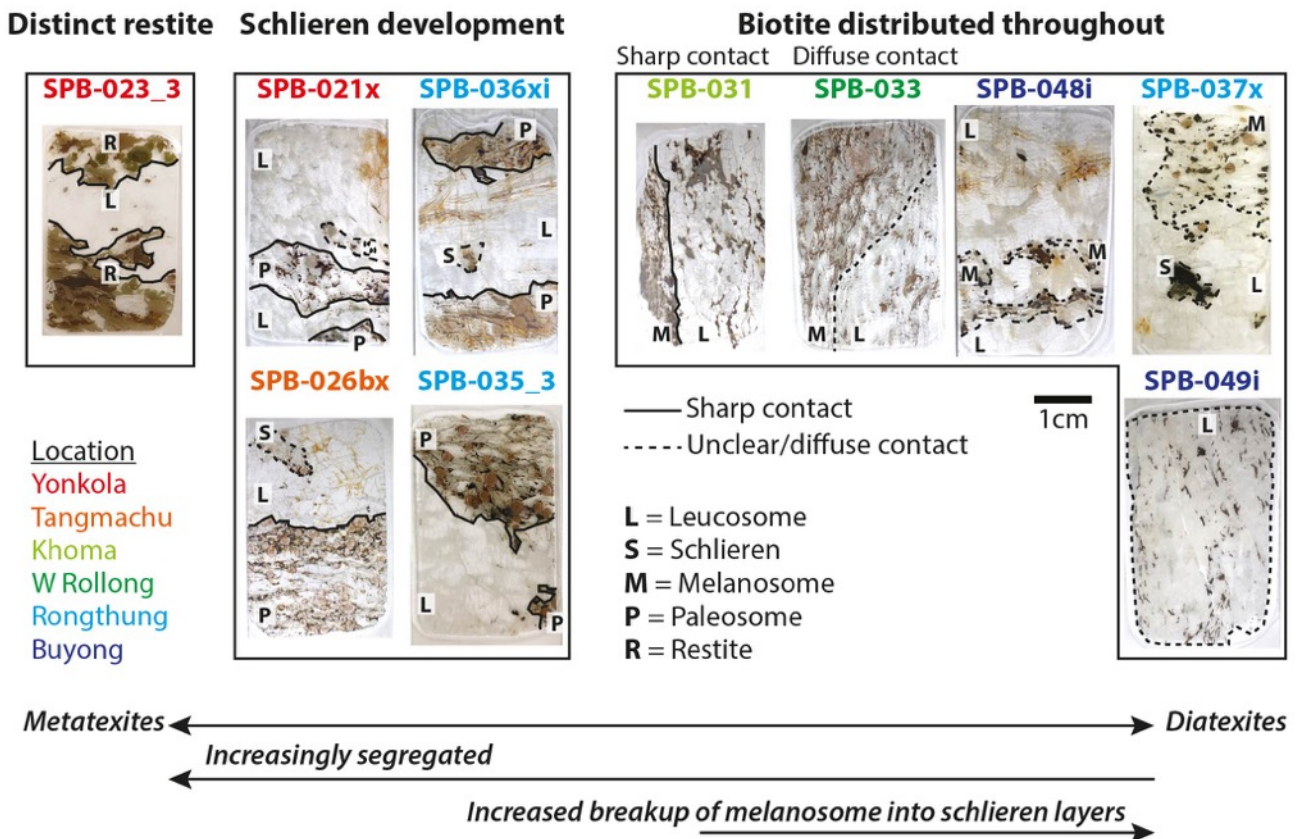 Distinct restite
Schlieren development
Biotite distributed throughout
Sharp contact
Diffuse contact
SPB-023_3
SPB-021x
SPB-036xi
SPB-031
SPB-033
SPB-048i
SPB-037x
R
L
R
L
P
L
P
P
S
L
P
M
L
M
L
L
M
M
L
M
S
L
SPB-026bx
SPB-035_3
SPB-049i
S
L
P
P
L
P
L
Sharp contact
Unclear/diffuse contact
1cm
Location
Yonkola
Tangmachu
Khoma
W Rollong
Rongthung
Buyong
L = Leucosome
S = Schlieren
M = Melanosome
P = Paleosome
R = Restite
Metatexites
Diatexites
Increasingly segregated
Increased breakup of melanosome into schlieren layers